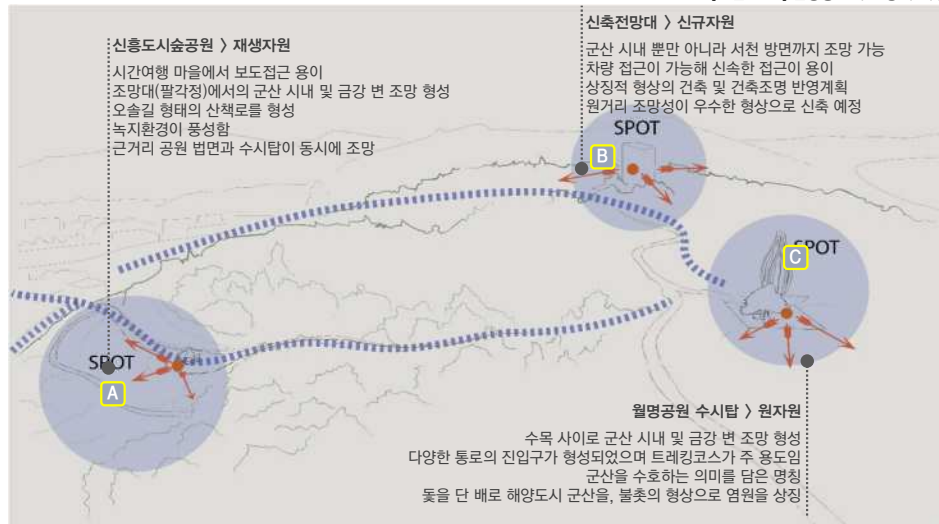 신흥도시숲공원 > 재생자원
시간여행 마을에서 보도접근 용이
조망대(팔각정)에서의 군산 시내 및 금강 변 조망 형성
오솔길 형태의 산책로를 형성
녹지환경이 풍성함
근거리 공원 법면과 수시탑이 동시에 조망
신축전망대 > 신규자원
군산 시내 뿐만 아니라 서천 방면까지 조망 가능
차량 접근이 가능해 신속한 접근이 용이
상징적 형상의 건축 및 건축조명 반영계획
원거리 조망성이 우수한 형상으로 신축 예정
SPOT
B
SPOT
C
SPOT
A
월명공원 수시탑 > 원자원
수목 사이로 군산 시내 및 금강 변 조망 형성
다양한 통로의 진입구가 형성되었으며 트레킹코스가 주 용도임
군산을 수호하는 의미를 담은 명칭
돛을 단 배로 해양도시 군산을, 불촛의 형상으로 염원을 상징